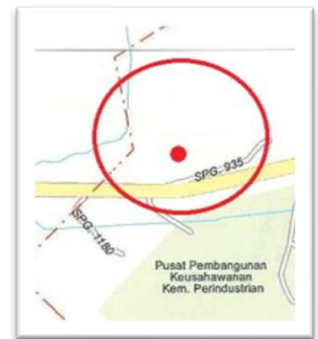 SPG. 935
SPG. 1180
Pusat Pembangunan
Keusahawanan
Kem. Perindustrian